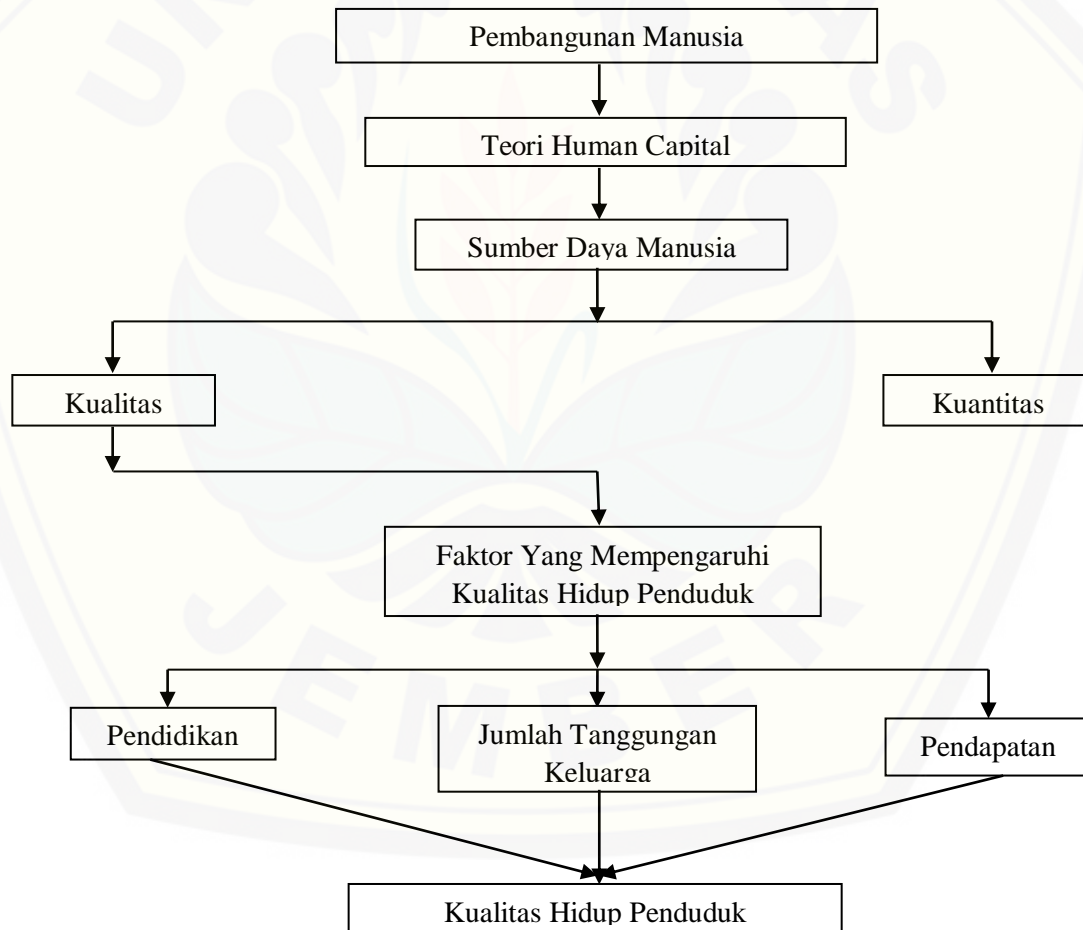 Pembangunan Manusia
Teori Human Capital
Sumber Daya Manusia
Kualitas
Kuantitas
Faktor Yang Mempengaruhi
Kualitas Hidup Penduduk
Pendidikan
Jumlah Tanggungan
Keluarga
Pendapatan
Kualitas Hidup Penduduk
JEMBER